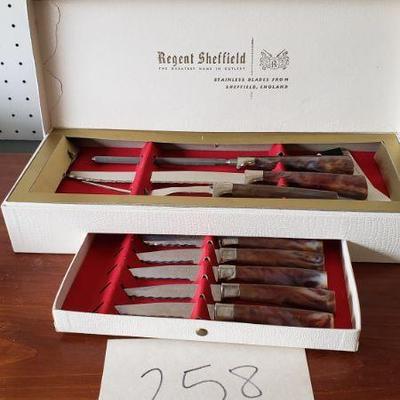 Regent Sheffield
THE GREATEST NAME IN CUTLERY
STAINLESS BLADES FROM
SHEFFIELD, ENGLAND
258